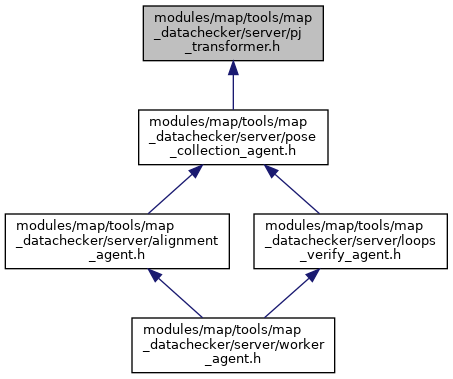 modules/map/tools/map
_datachecker/server/pj
_transformer.h
modules/map/tools/map
_datachecker/server/pose
_collection_agent.h
modules/map/tools/map
_datachecker/server/alignment
_agent.h
modules/map/tools/map
_datachecker/server/loops
_verify_agent.h
modules/map/tools/map
_datachecker/server/worker
_agent.h